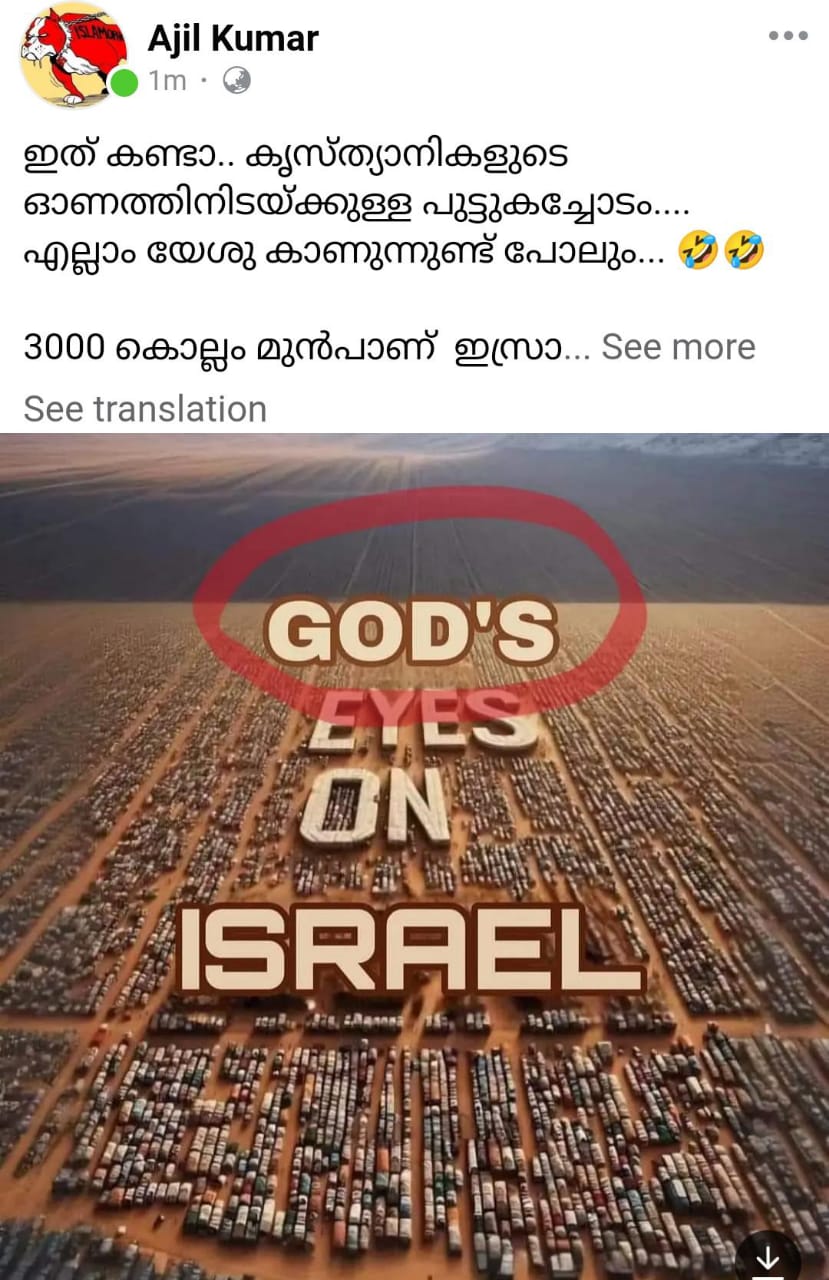 Ajil Kumar
1m ·
ഇത് കണ്ടാ.. കൃസ്ത്യാനികളുടെ
ഓണത്തിനിടയ്ക്കുള്ള പുട്ടുകച്ചോടം....
എല്ലാം യേശു കാണുന്നുണ്ട് പോലും... 🤣🤣
3000 കൊല്ലം മുൻപാണ് ഇസ്രാ... See more
See translation
GOD'S
EYES
ON
ISRAEL